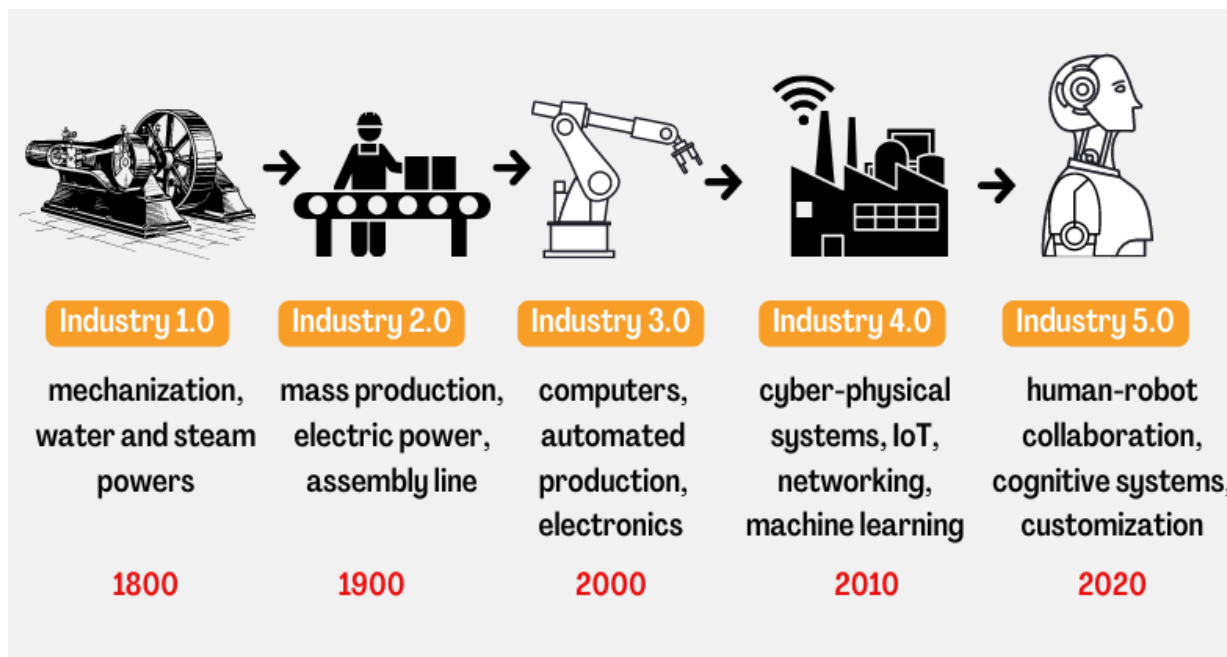 Industry 1.0
mechanization,
water and steam
powers
1800
Industry 2.0
mass production,
electric power,
assembly line
1900
Industry 3.0
computers,
automated
production,
electronics
2000
Industry 4.0
cyber-physical
systems, IoT,
networking,
machine learning
2010
Industry 5.0
human-robot
collaboration,
cognitive systems,
customization
2020